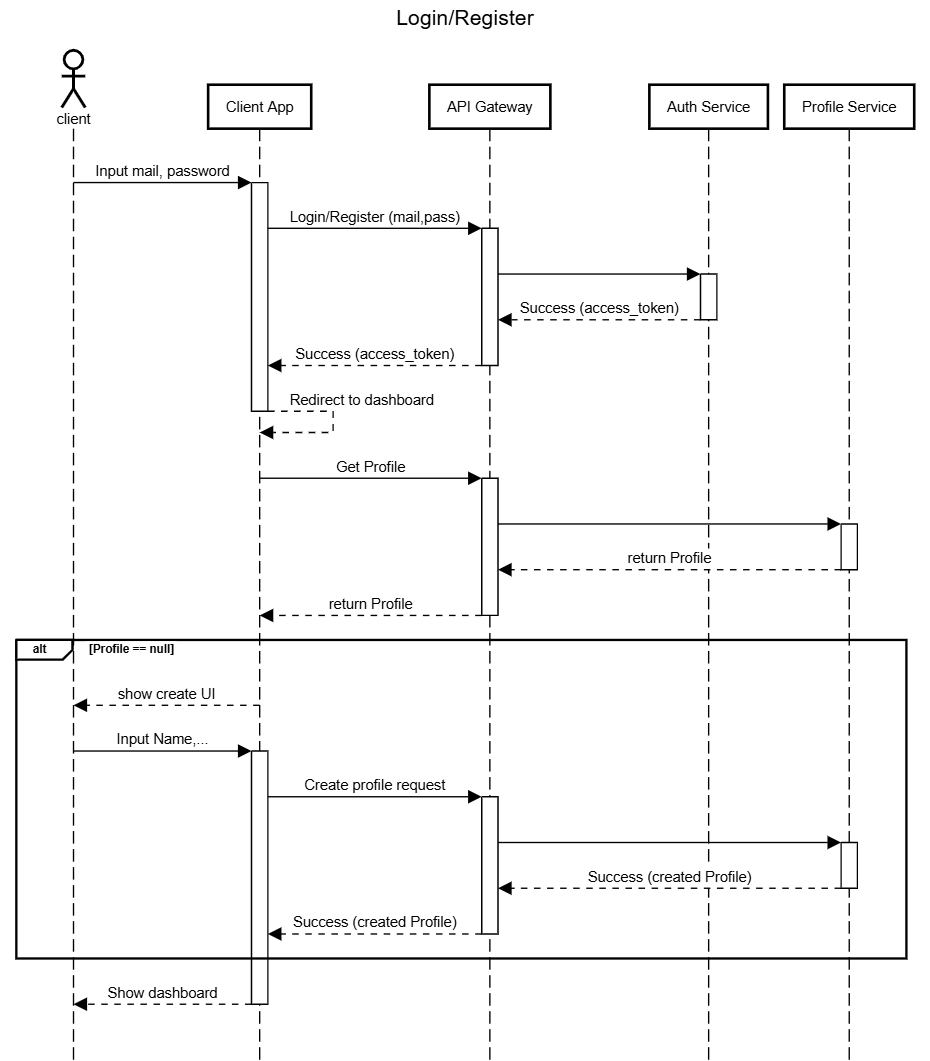 Login/Register
client
Client App
API Gateway
Auth Service
Profile Service
Input mail, password
Login/Register (mail,pass)
Success (access_token)
Success (access_token)
Redirect to dashboard
Get Profile
return Profile
return Profile
alt
[Profile == null]
show create UI
Input Name,...
Create profile request
Success (created Profile)
Success (created Profile)
Show dashboard